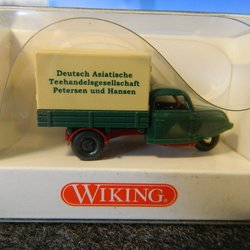 Deutsch Asiatische
Teehandelsgesellschaft
Petersen und Hansen
WIKING